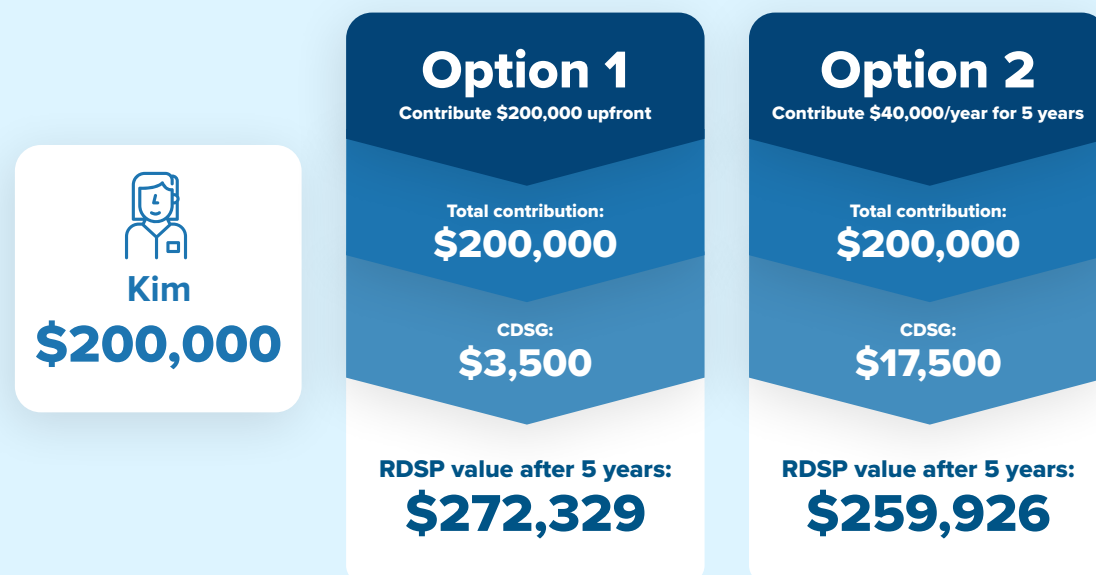 Kim
$200,000
Option 1
Contribute $200,000 upfront
Total contribution:
$200,000
CDSG:
$3,500
RDSP value after 5 years:
$272,329
Option 2
Contribute $40,000/year for 5 years
Total contribution:
$200,000
CDSG:
$17,500
RDSP value after 5 years:
$259,926